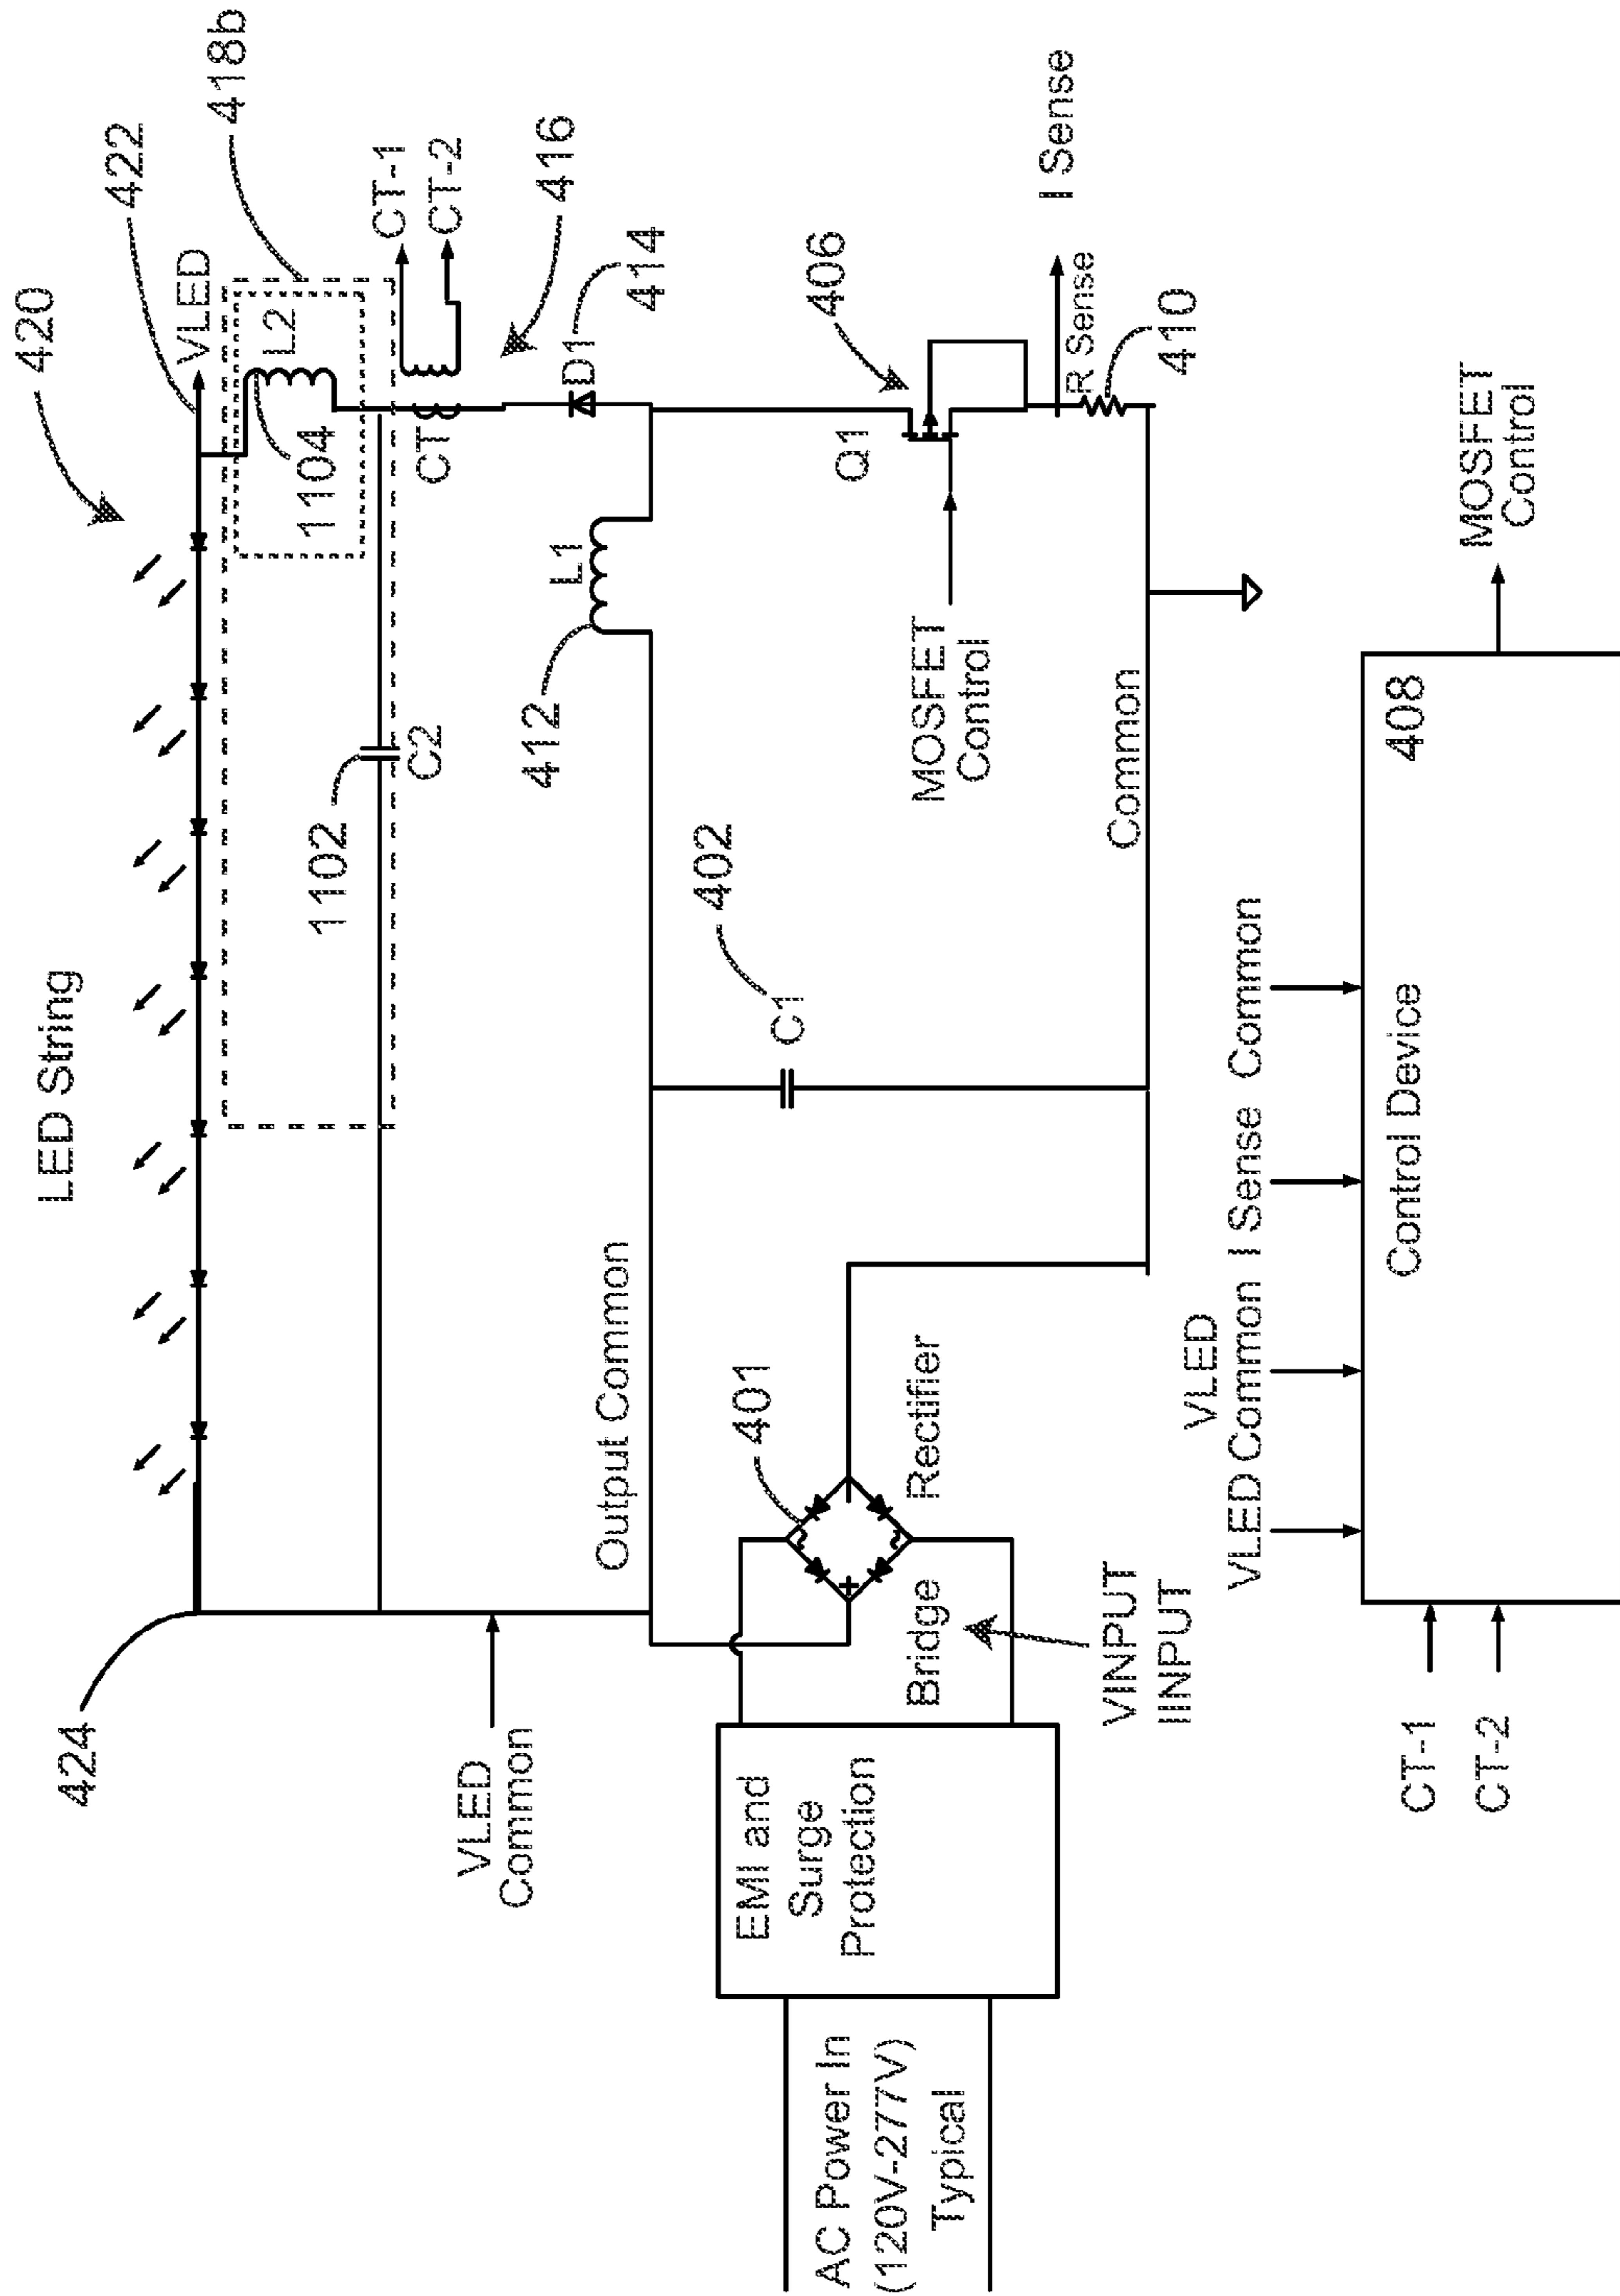 420
422
418b
LED String
VLED
424
L2
1104
1102
C2
CT-1
CT-2
CT
416
VLED
Common
D1
414
412
L1
Output Common
402
C1
406
Q1
401
EMI and
Surge
Protection
Bridge
Rectifier
MOSFET
Control
I Sense
R Sense
410
AC Power In
(120V-277V)
Typical
VINPUT
IINPUT
Common
VLED
VLED Common I Sense Common
CT-1
CT-2
Control Device
408
MOSFET
Control